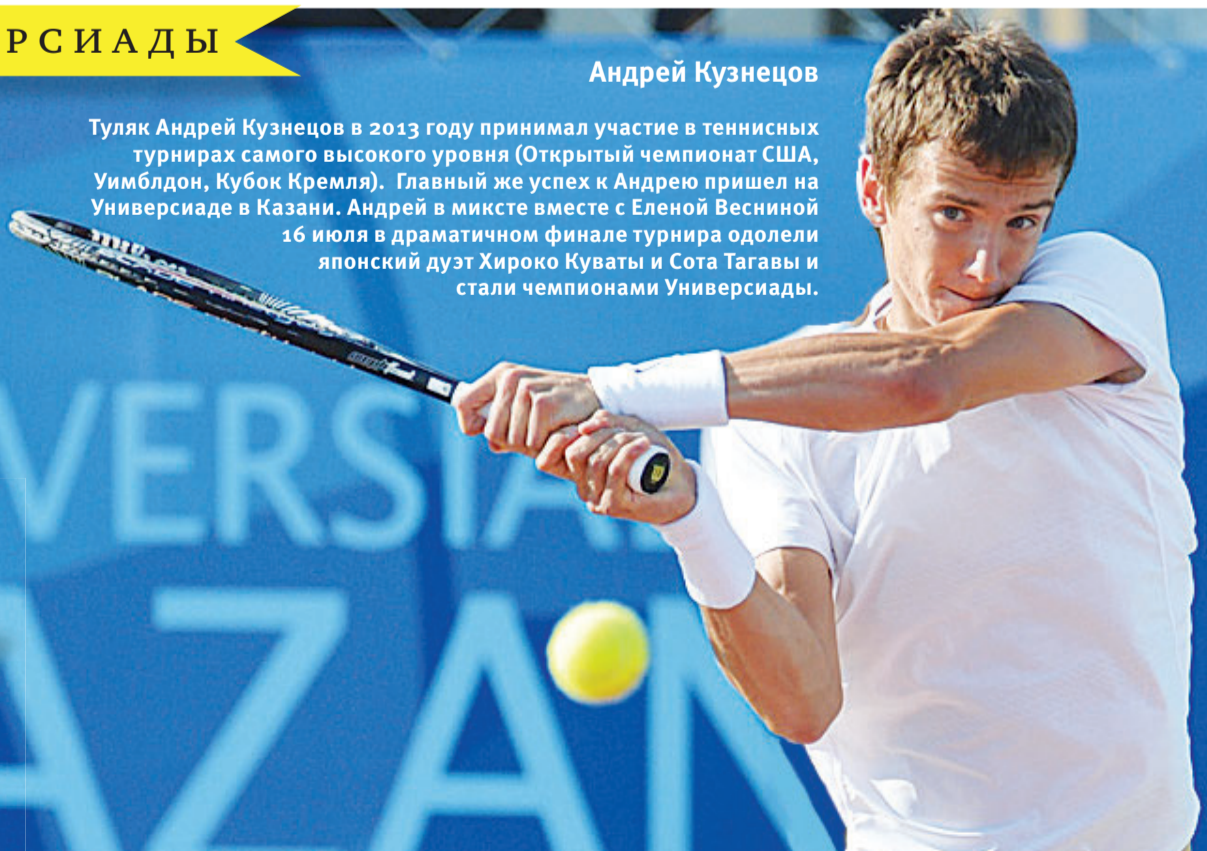 РСИАДЫ
Андрей Кузнецов
Туляк Андрей Кузнецов в 2013 году принимал участие в теннисных
турнирах самого высокого уровня (Открытый чемпионат США,
Уимблдон, Кубок Кремля). Главный же успех к Андрею пришел на
Универсиаде в Казани. Андрей в миксте вместе с Еленой Весниной
16 июля в драматичном финале турнира одолели
японский дуэт Хироко Куваты и Сота Тагавы и
стали чемпионами Универсиады.
VERSIA
AZAN